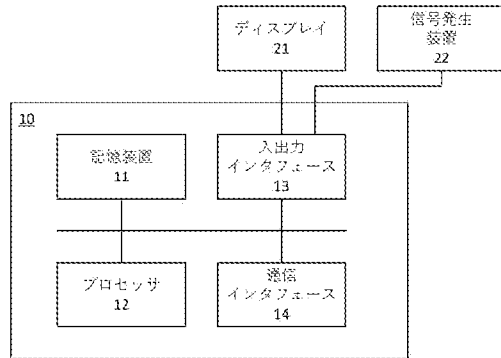 ディスプレイ
21
信号発生
装置
22
10
記憶装置
11
入出力
インタフェース
13
プロセッサ
12
通信
インタフェース
14